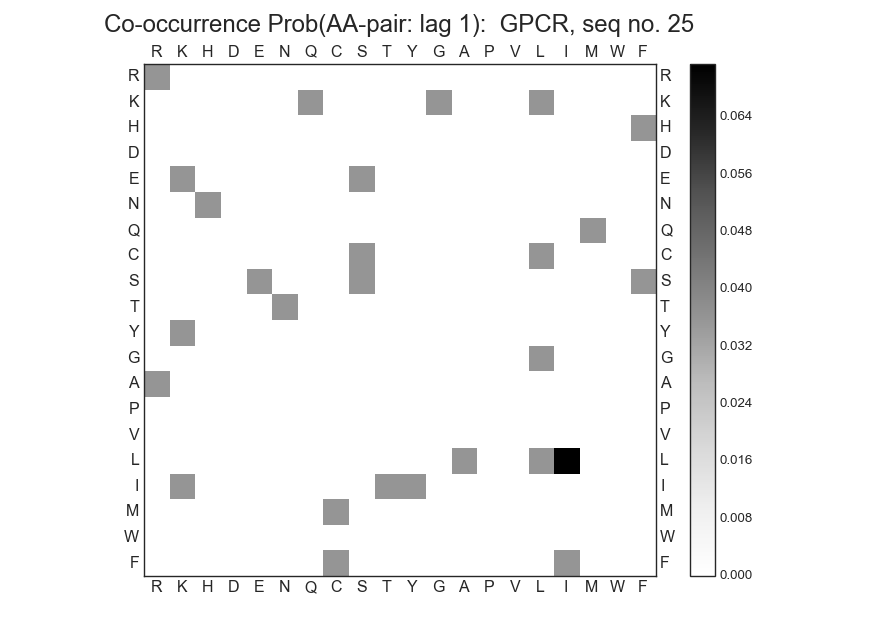 Co-occurrence Prob(AA-pair: lag 1):  GPCR, seq no. 25
R K H D E N Q C S T Y G A P V L I M W F
R R
K K
H H
D D
E E
N N
Q Q
C C
S S
T T
Y Y
G G
A A
P P
V V
L L
I I
M M
W W
F F
R K H D E N Q C S T Y G A P V L I M W F
0.064
0.056
0.048
0.040
0.032
0.024
0.016
0.008
0.000